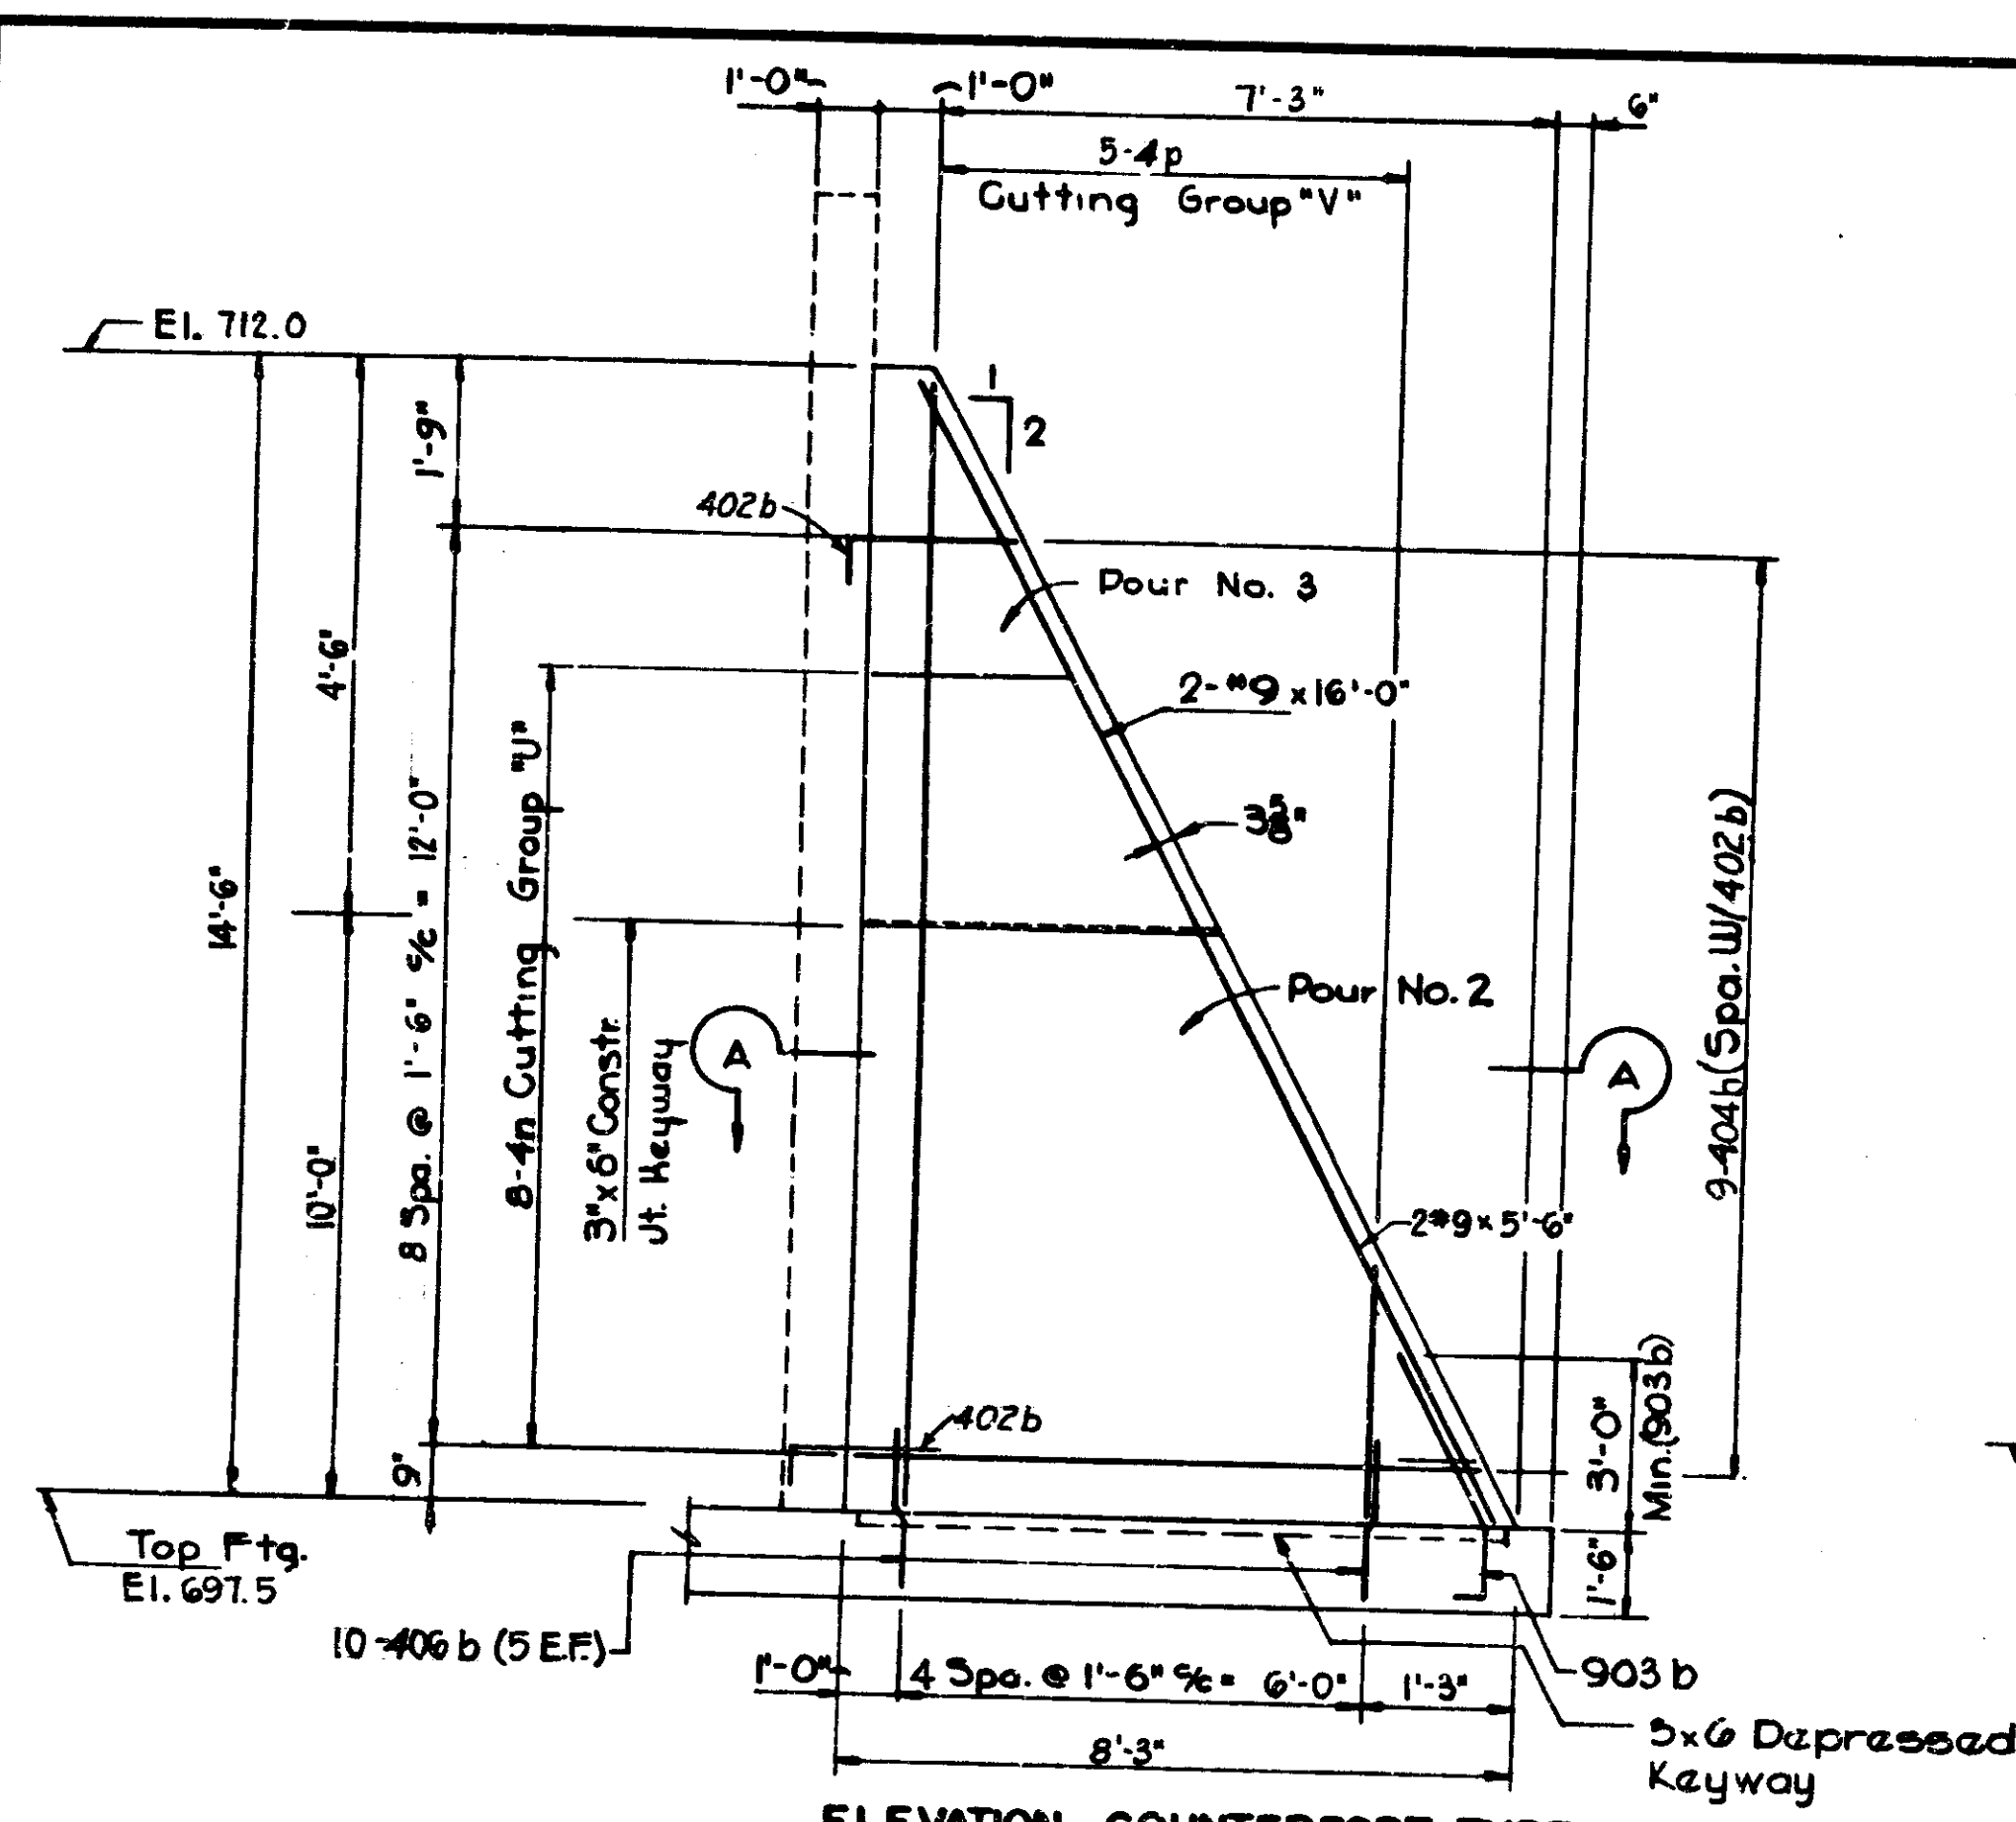 1'-0"
1'-0"
7'-3"
6"
5-4p
Cutting Group "V"
El. 712.0
1
2
1'-9"
402b
Pour No. 3
4'-6"
2-#9 x 16'-0"
8-4n Cutting Group "U"
3 5/8"
14'-6"
8 Spa. @ 1'-6" c/c = 12'-0"
9-404b (Spa. W/402b)
Pour No. 2
3" x 6" Constr.
Jt. Keyway
A
A
10'-0"
2#9 x 5'-6"
402b
9"
3'-0"
Min. (903b)
Top Ftg.
El. 697.5
1'-6"
10-406b (5 E.F.)
1'-0"
4 Spa. @ 1'-6" c/c = 6'-0"
1'-3"
903b
3x6 Depressed
Keyway
8'-3"
ELEVATION COUNTERFORT